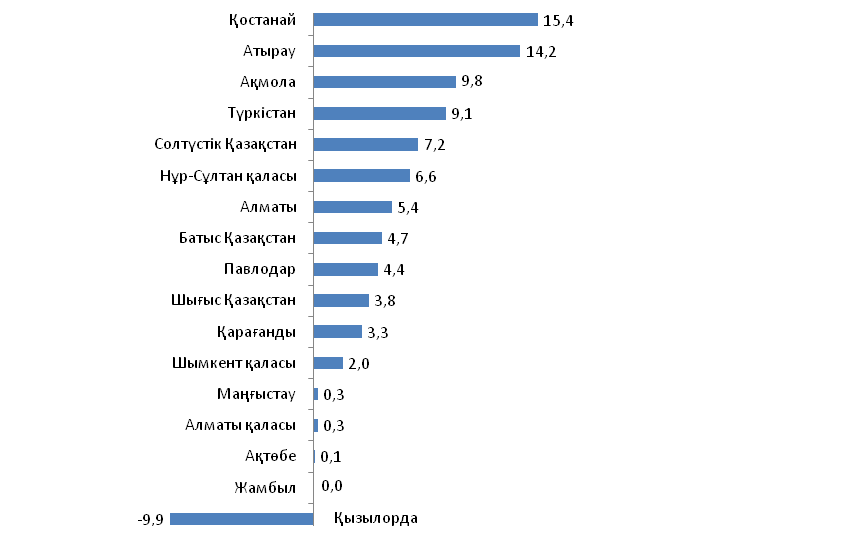 Қостанай 15,4
Атырау 14,2
Ақмола 9,8
Түркістан 9,1
Солтүстік Қазақстан 7,2
Нұр-Сұлтан қаласы 6,6
Алматы 5,4
Батыс Қазақстан 4,7
Павлодар 4,4
Шығыс Қазақстан 3,8
Қарағанды 3,3
Шымкент қаласы 2,0
Маңғыстау 0,3
Алматы қаласы 0,3
Ақтөбе 0,1
Жамбыл 0,0
-9,9 Қызылорда